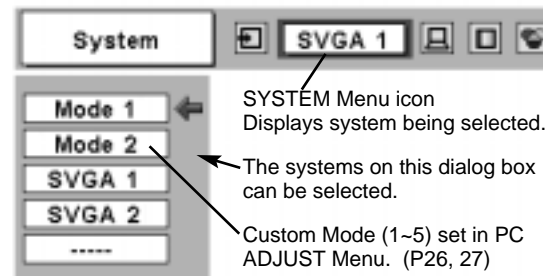 System
SVGA 1
Mode 1
Mode 2
SVGA 1
SVGA 2
-----
SYSTEM Menu icon
Displays system being selected.
The systems on this dialog box
can be selected.
Custom Mode (1~5) set in PC
ADJUST Menu. (P26, 27)